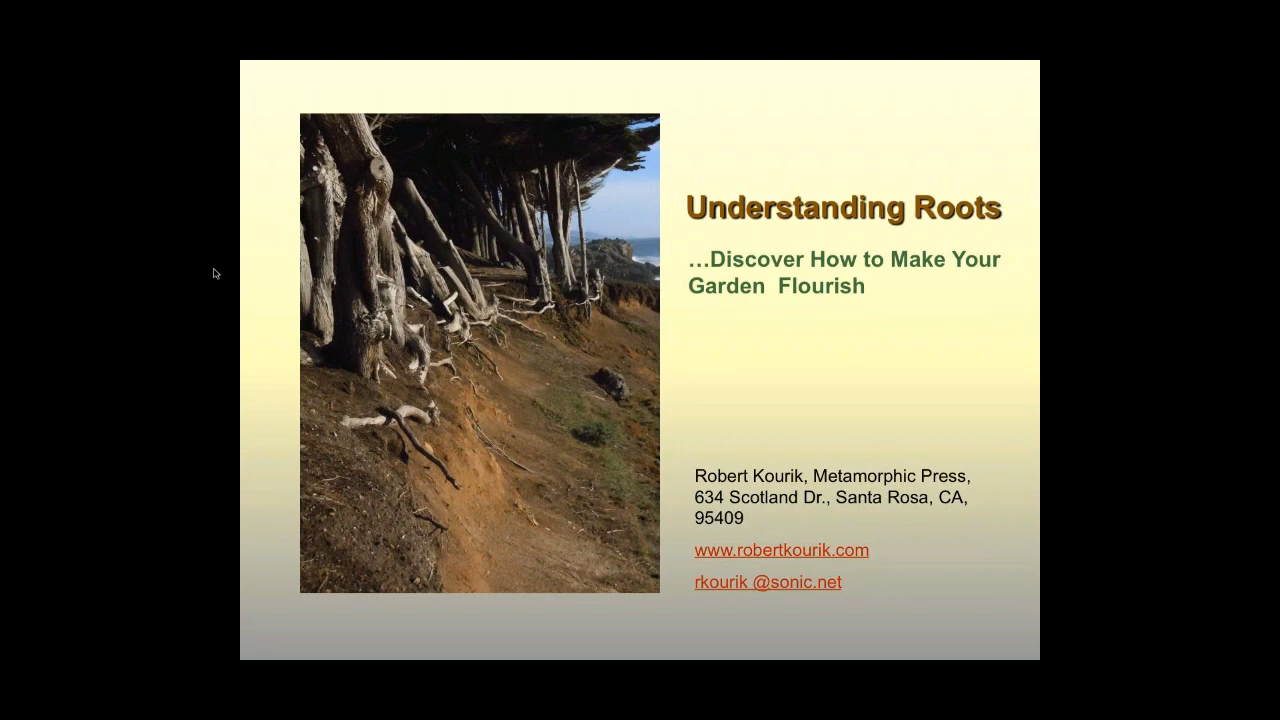 Understanding Roots
…Discover How to Make Your
Garden  Flourish
Robert Kourik, Metamorphic Press,
634 Scotland Dr., Santa Rosa, CA,
95409
www.robertkourik.com
rkourik @sonic.net